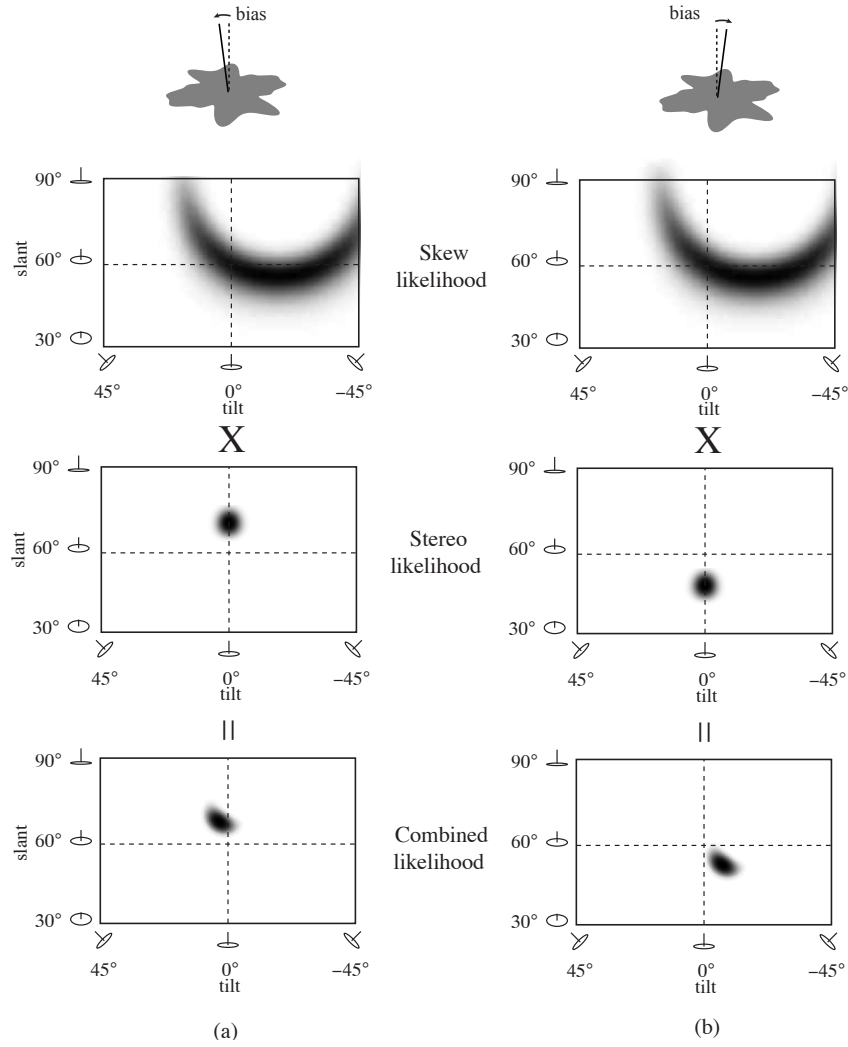 bias
bias
90°
60°
30°
slant
45°
0°
−45°
tilt
Skew
likelihood
90°
60°
30°
45°
0°
−45°
tilt
X
X
90°
60°
30°
slant
45°
0°
−45°
tilt
Stereo
likelihood
90°
60°
30°
45°
0°
−45°
tilt
=
=
90°
60°
30°
slant
45°
0°
−45°
tilt
Combined
likelihood
90°
60°
30°
45°
0°
−45°
tilt
(a)
(b)